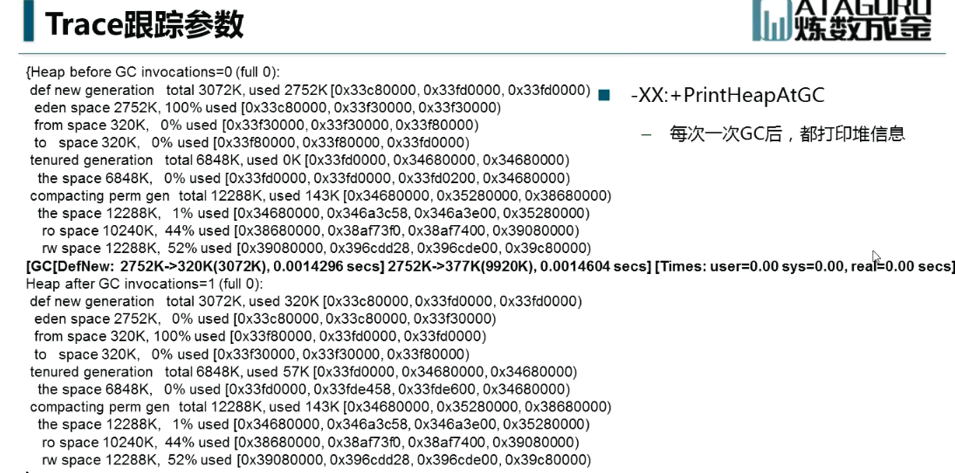 Trace跟踪参数
ATAGURU
炼数成金
{Heap before GC invocations=0 (full 0):
def new generation total 3072K, used 2752K [0x33c80000, 0x33fd0000, 0x33fd0000)
eden space 2752K, 100% used [0x33c80000, 0x33f30000, 0x33f30000)
from space 320K, 0% used [0x33f30000, 0x33f30000, 0x33f80000)
to space 320K, 0% used [0x33f80000, 0x33f80000, 0x33fd0000)
tenured generation total 6848K, used 0K [0x33fd0000, 0x34680000, 0x34680000)
the space 6848K, 0% used [0x33fd0000, 0x33fd0000, 0x33fd0200, 0x34680000)
compacting perm gen total 12288K, used 143K [0x34680000, 0x35280000, 0x38680000)
the space 12288K, 1% used [0x34680000, 0x346a3c58, 0x346a3e00, 0x35280000)
ro space 10240K, 44% used [0x38680000, 0x38af73f0, 0x38af7400, 0x39080000)
rw space 12288K, 52% used [0x39080000, 0x396cdd28, 0x396cde00, 0x39c80000)
[GC[DefNew: 2752K->320K(3072K), 0.0014296 secs] 2752K->377K(9920K), 0.0014604 secs] [Times: user=0.00 sys=0.00, real=0.00 secs]
Heap after GC invocations=1 (full 0):
def new generation total 3072K, used 320K [0x33c80000, 0x33fd0000, 0x33fd0000)
eden space 2752K, 0% used [0x33c80000, 0x33c80000, 0x33f30000)
from space 320K, 100% used [0x33f80000, 0x33fd0000, 0x33fd0000)
to space 320K, 0% used [0x33f30000, 0x33f30000, 0x33f80000)
tenured generation total 6848K, used 57K [0x33fd0000, 0x34680000, 0x34680000)
the space 6848K, 0% used [0x33fd0000, 0x33fde458, 0x33fde600, 0x34680000)
compacting perm gen total 12288K, used 143K [0x34680000, 0x35280000, 0x38680000)
the space 12288K, 1% used [0x34680000, 0x346a3c58, 0x346a3e00, 0x35280000)
ro space 10240K, 44% used [0x38680000, 0x38af73f0, 0x38af7400, 0x39080000)
rw space 12288K, 52% used [0x39080000, 0x396cdd28, 0x396cde00, 0x39c80000)
-XX:+PrintHeapAtGC
– 每次一次GC后，都打印堆信息